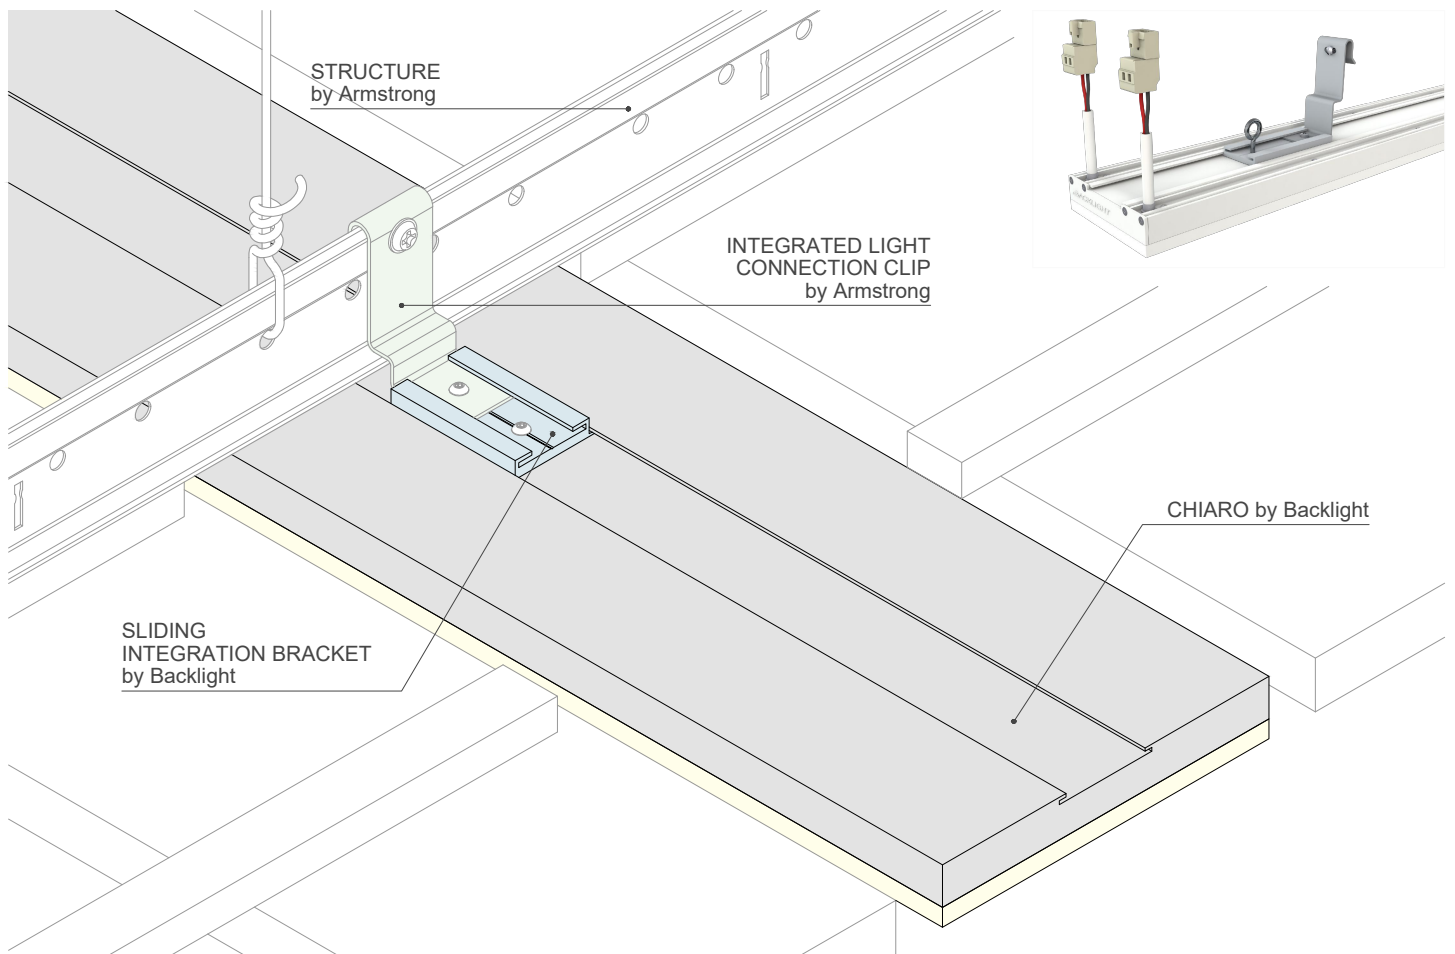 STRUCTURE
by Armstrong
INTEGRATED LIGHT
CONNECTION CLIP
by Armstrong
CHIARO by Backlight
SLIDING
INTEGRATION BRACKET
by Backlight